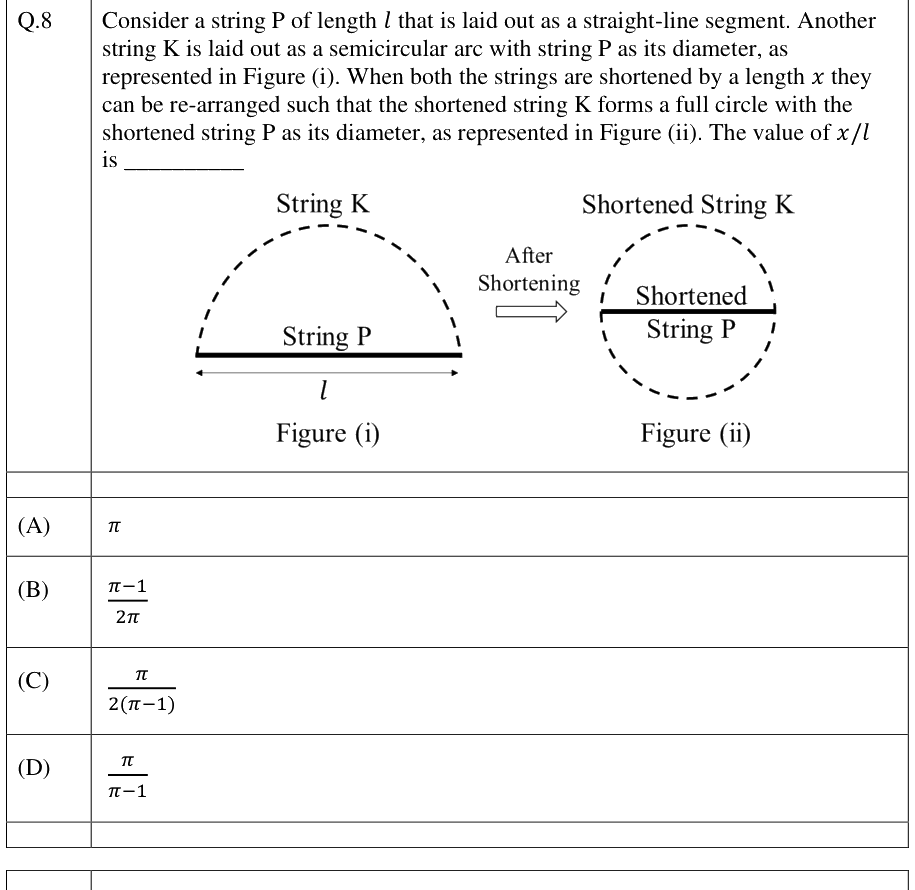 Q.8
Consider a string P of length l that is laid out as a straight-line segment. Another
string K is laid out as a semicircular arc with string P as its diameter, as
represented in Figure (i). When both the strings are shortened by a length x they
can be re-arranged such that the shortened string K forms a full circle with the
shortened string P as its diameter, as represented in Figure (ii). The value of x/l
is __________
String K
Shortened String K
After
Shortening
String P
Shortened
String P
l
Figure (i)
Figure (ii)
(A) π
(B) π−1
2π
(C) π
2(π−1)
(D) π
π−1